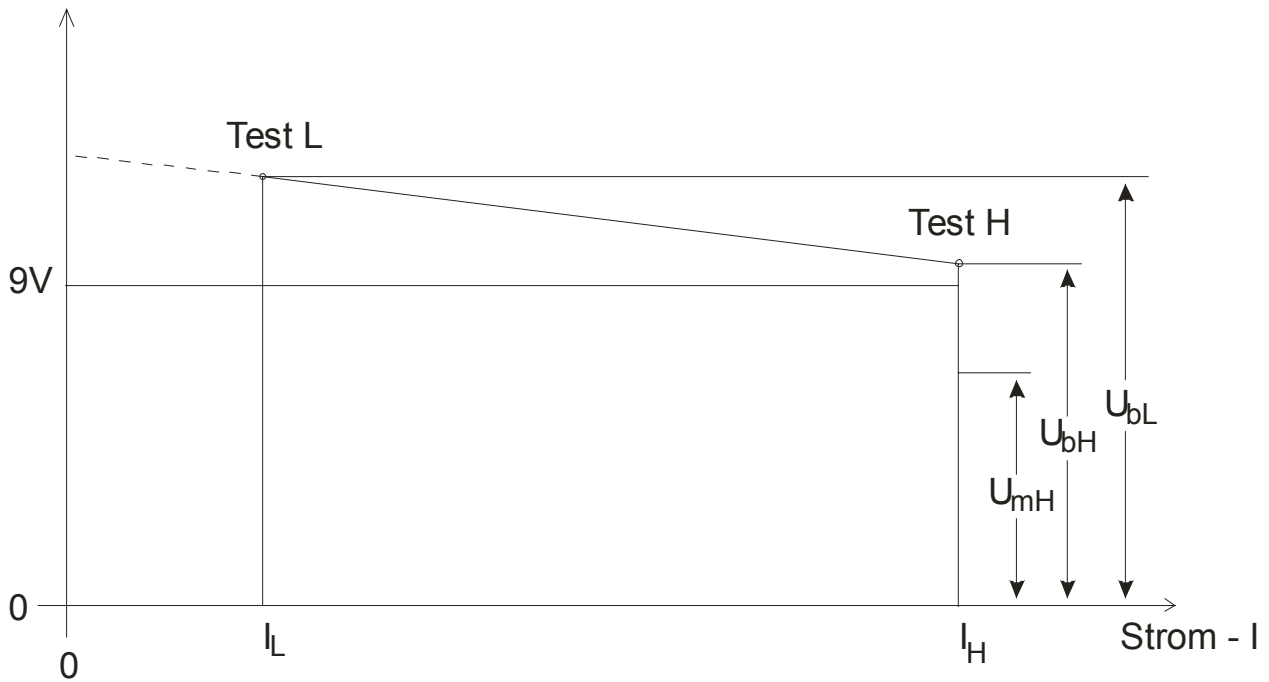 Test L
Test H
9V
U_bL
U_bH
U_mH
0
I_L
I_H
Strom - I
0